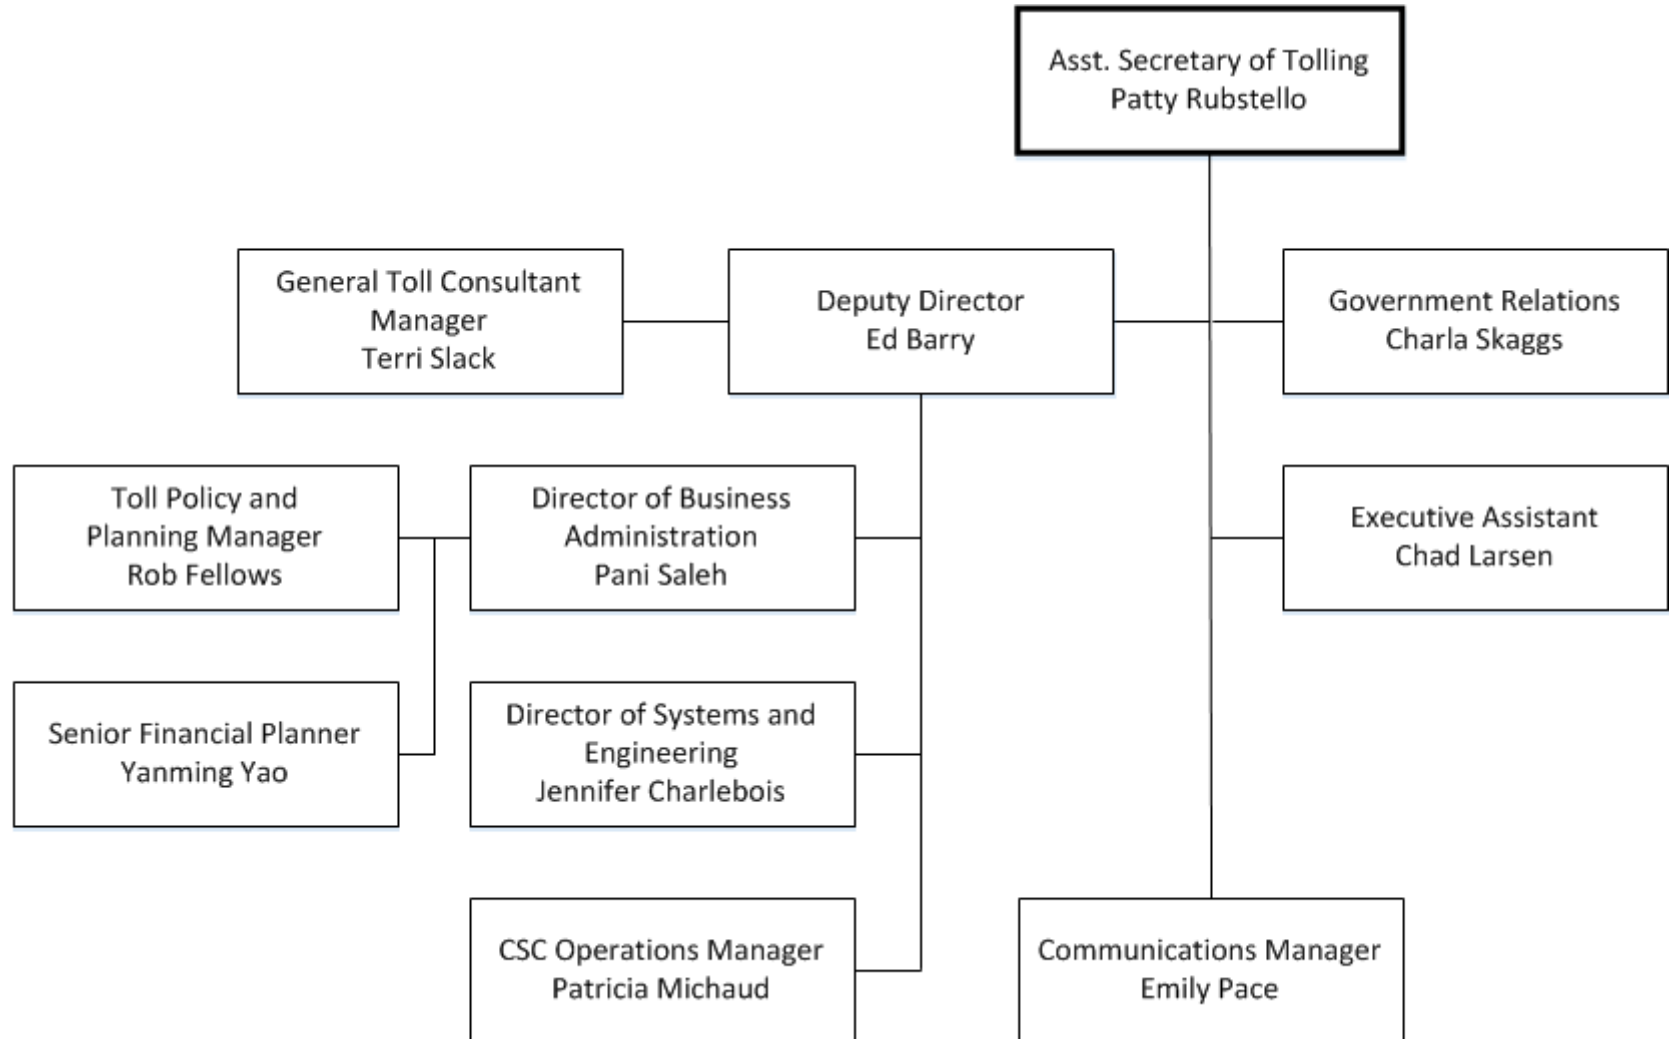 Asst. Secretary of Tolling
Patty Rubstello
General Toll Consultant
Manager
Terri Slack
Deputy Director
Ed Barry
Government Relations
Charla Skaggs
Toll Policy and
Planning Manager
Rob Fellows
Director of Business
Administration
Pani Saleh
Executive Assistant
Chad Larsen
Senior Financial Planner
Yanming Yao
Director of Systems and
Engineering
Jennifer Charlebois
CSC Operations Manager
Patricia Michaud
Communications Manager
Emily Pace